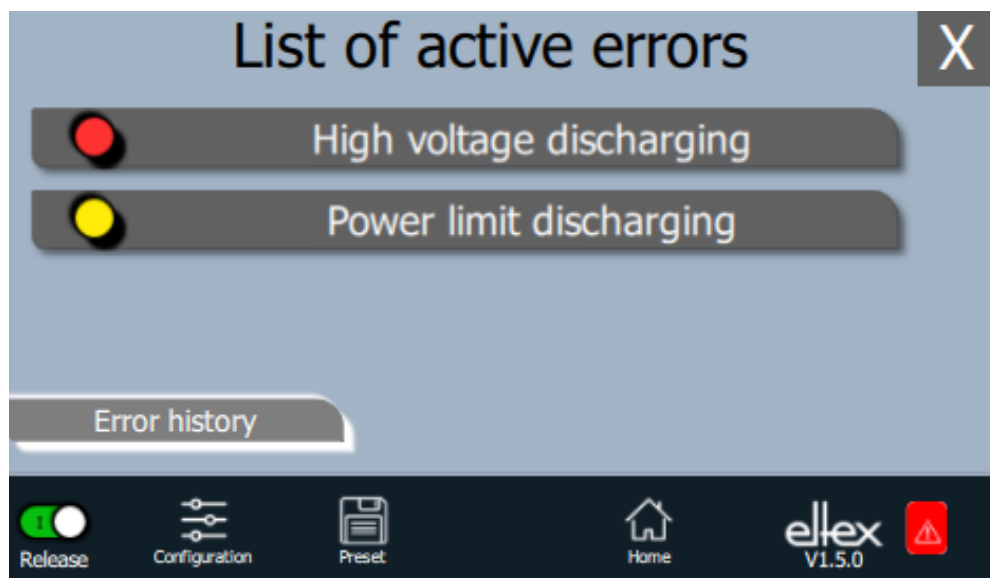 List of active errors
X
High voltage discharging
Power limit discharging
Error history
I
Release
Configuration
Preset
Home
eltex
V1.5.0